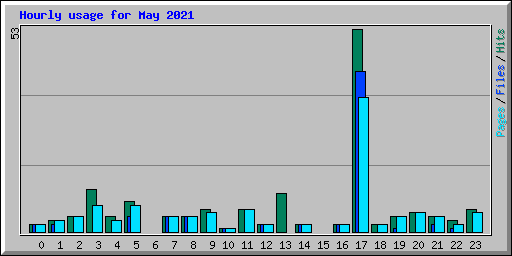 Hourly usage for May 2021
53
Pages / Files / Hits
0 1 2 3 4 5 6 7 8 9 10 11 12 13 14 15 16 17 18 19 20 21 22 23